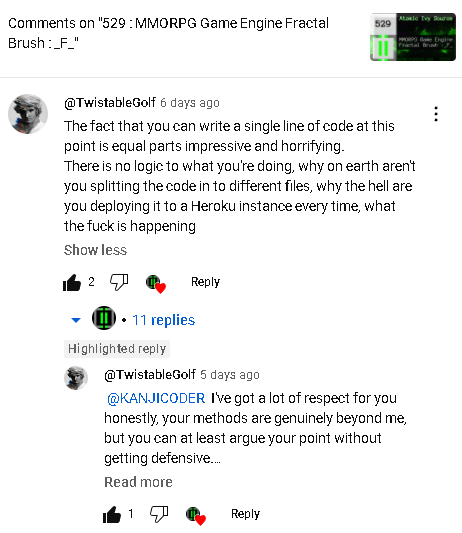 Comments on "529 : MMORPG Game Engine Fractal
Brush : _F_"
529
Atomic Ivy Source
MMORPG Game Engine
Fractal Brush : _F_
@TwistableGolf 6 days ago
The fact that you can write a single line of code at this
point is equal parts impressive and horrifying.
There is no logic to what you're doing, why on earth aren't
you splitting the code in to different files, why the hell are
you deploying it to a Heroku instance every time, what
the fuck is happening
Show less
2
Reply
• 11 replies
Highlighted reply
@TwistableGolf 5 days ago
@KANJICODER I've got a lot of respect for you
honestly, your methods are genuinely beyond me,
but you can at least argue your point without
getting defensive....
Read more
1
Reply